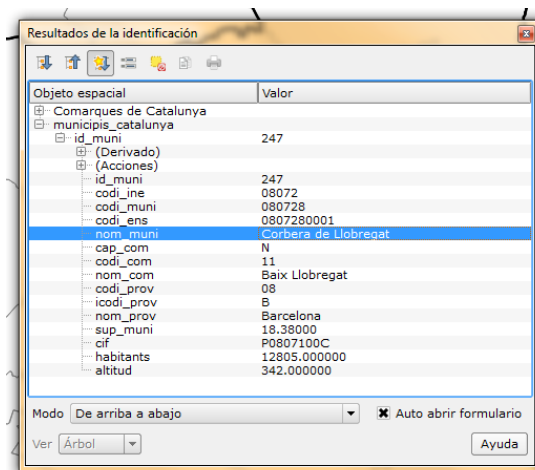 Resultados de la identificación
Objeto espacial Valor
Comarques de Catalunya
municipis_catalunya
id_muni 247
(Derivado)
(Acciones)
id_muni 247
codi_ine 08072
codi_muni 080728
codi_ens 0807280001
nom_muni Corbera de Llobregat
cap_com N
codi_com 11
nom_com Baix Llobregat
codi_prov 08
icodi_prov B
nom_prov Barcelona
sup_muni 18.38000
cif P0807100C
habitants 12805.000000
altitud 342.000000
Modo De arriba a abajo Auto abrir formulario
Ver Árbol Ayuda